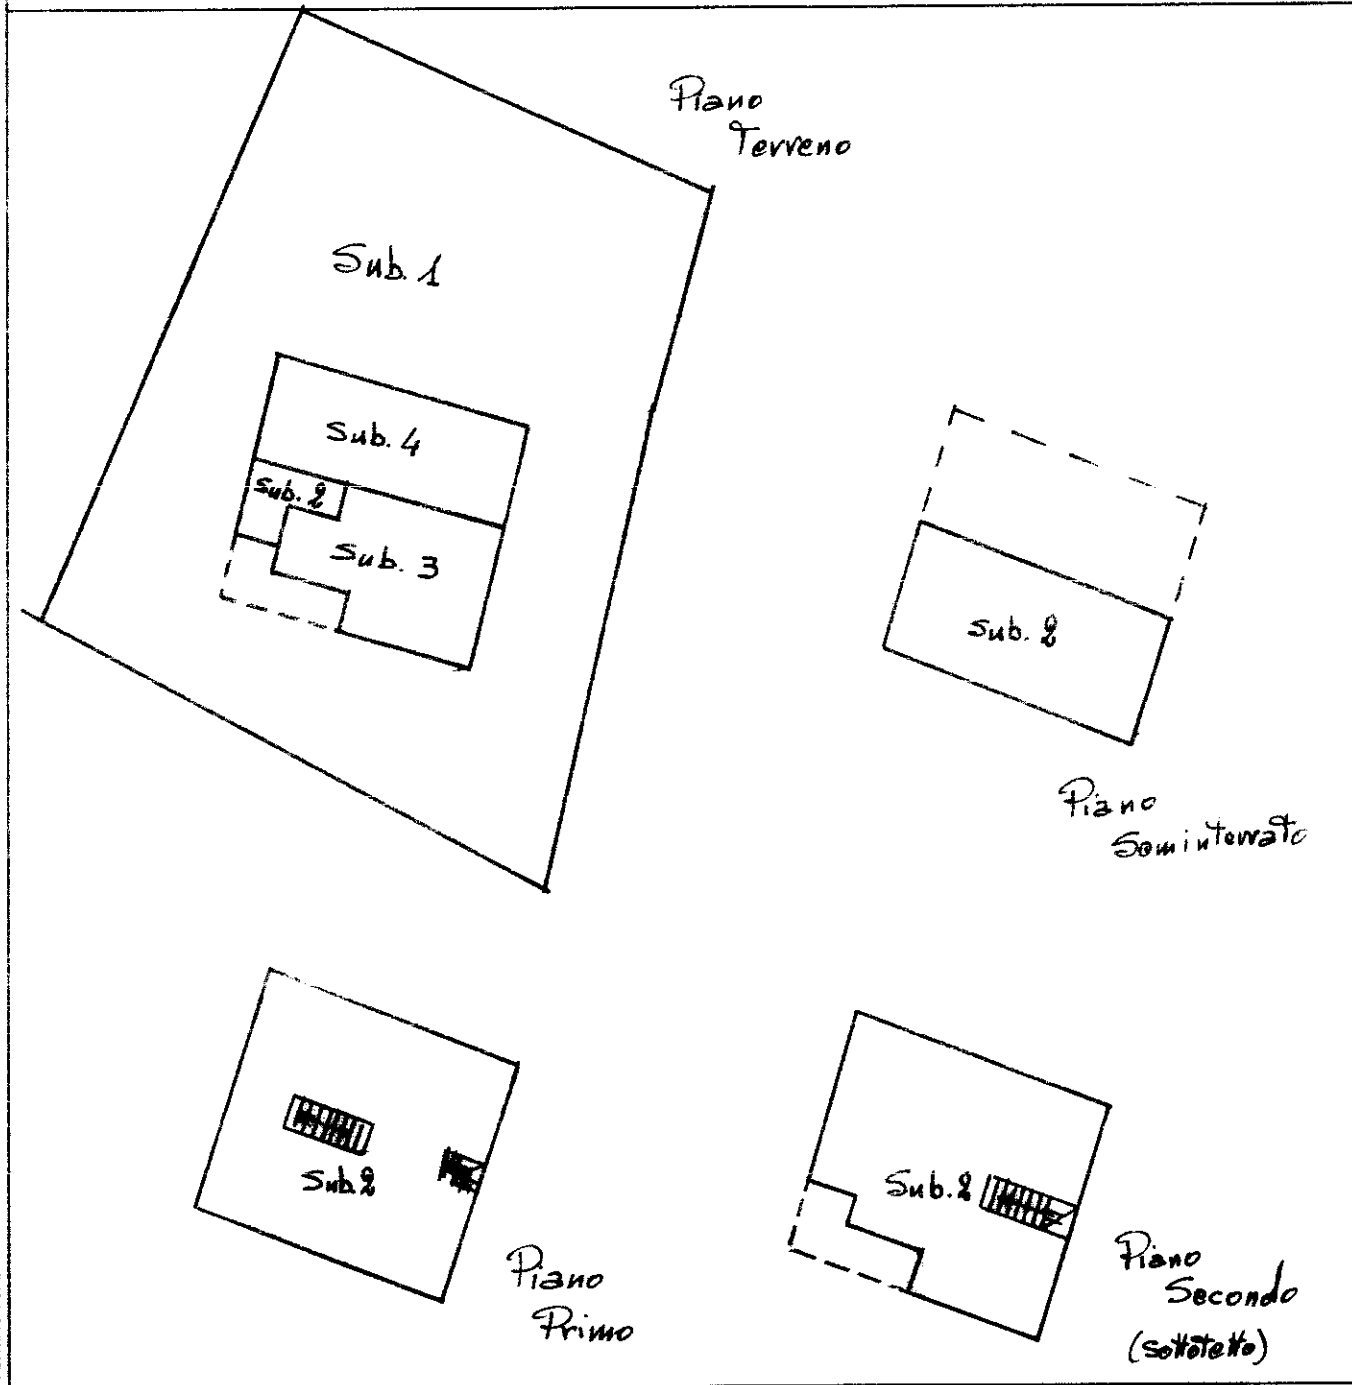 Piano
Terreno
Sub. 1
Sub. 4
Sub. 2
Sub. 3
Sub. 2
Piano
Seminterrato
Sub. 2
Piano
Primo
Sub. 2
Piano
Secondo
(sottotetto)